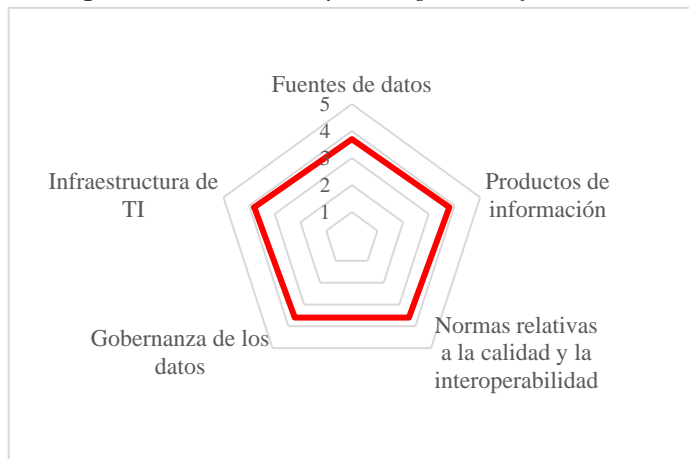 Fuentes de datos
5
4
3
2
1
Productos de
información
Normas relativas
a la calidad y la
interoperabilidad
Gobernanza de los
datos
Infraestructura de
TI